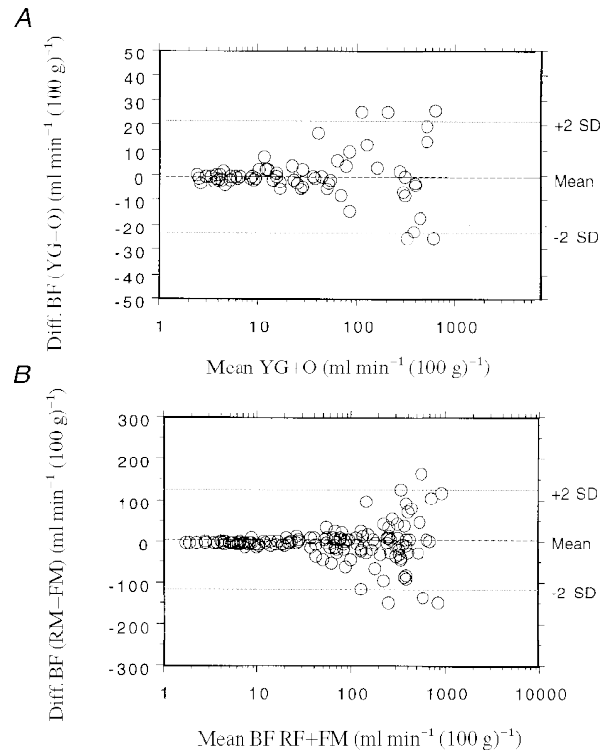 A
Diff. BF (YG−O) (ml min⁻¹ (100 g)⁻¹)
50
40
30
20
10
0
-10
-20
-30
-40
-50
+2 SD
Mean
-2 SD
1
10
100
1000
Mean YG+O (ml min⁻¹ (100 g)⁻¹)
B
Diff. BF (RM−FM) (ml min⁻¹ (100 g)⁻¹)
300
200
100
0
-100
-200
-300
+2 SD
Mean
-2 SD
1
10
100
1000
10000
Mean BF RF+FM (ml min⁻¹ (100 g)⁻¹)